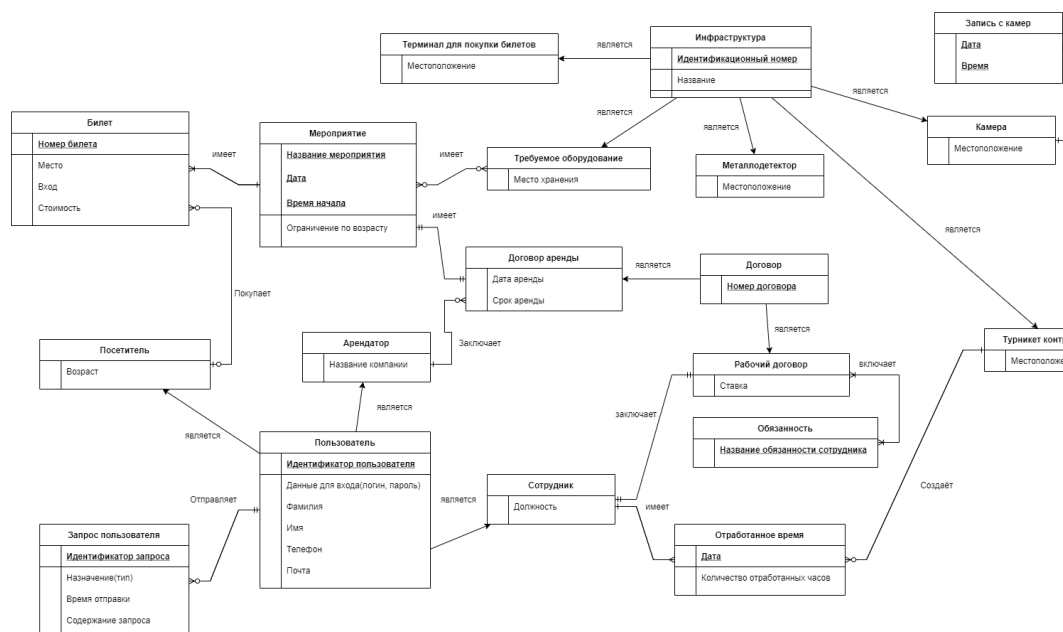 Запись с камер
Дата
Время
Инфраструктура
Идентификационный номер
Название
Терминал для покупки билетов
Местоположение
является
является
является
является
является
Камера
Местоположение
Билет
Номер билета
Место
Вход
Стоимость
имеет
Мероприятие
Название мероприятия
Дата
Время начала
Ограничение по возрасту
имеет
Требуемое оборудование
Место хранения
Металлодетектор
Местоположение
имеет
Договор аренды
Дата аренды
Срок аренды
является
Договор
Номер договора
является
Покупает
Заключает
Посетитель
Возраст
Арендатор
Название компании
Рабочий договор
Ставка
включает
Турникет
Обязанность
Название обязанности сотрудника
заключает
является
является
Пользователь
Идентификатор пользователя
Данные для входа(логин, пароль)
Фамилия
Имя
Телефон
Почта
является
Сотрудник
Должность
имеет
Создаёт
Отправляет
Запрос пользователя
Идентификатор запроса
Назначение(тип)
Время отправки
Содержание запроса
Отработанное время
Дата
Количество отработанных часов